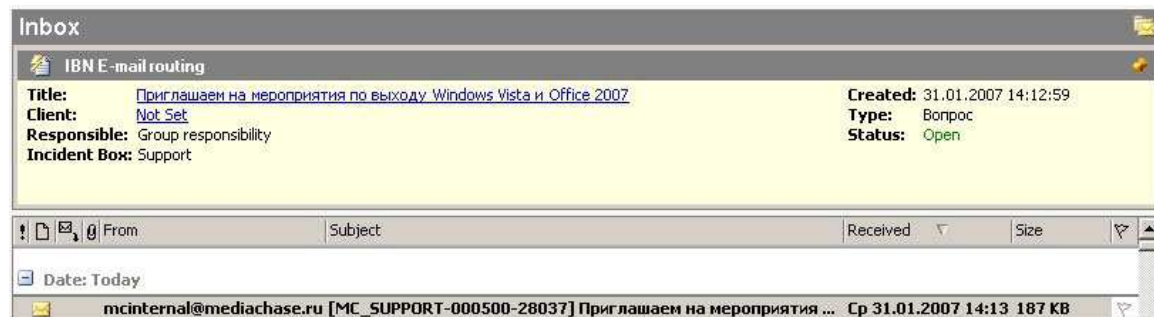 Inbox
IBN E-mail routing
Title: Приглашаем на мероприятия по выходу Windows Vista и Office 2007 Created: 31.01.2007 14:12:59
Client: Not Set Type: Вопрос
Responsible: Group responsibility Status: Open
Incident Box: Support
From Subject Received Size
Date: Today
mcinternal@mediachase.ru [MC_SUPPORT-000500-28037] Приглашаем на мероприятия ... Ср 31.01.2007 14:13 187 KB